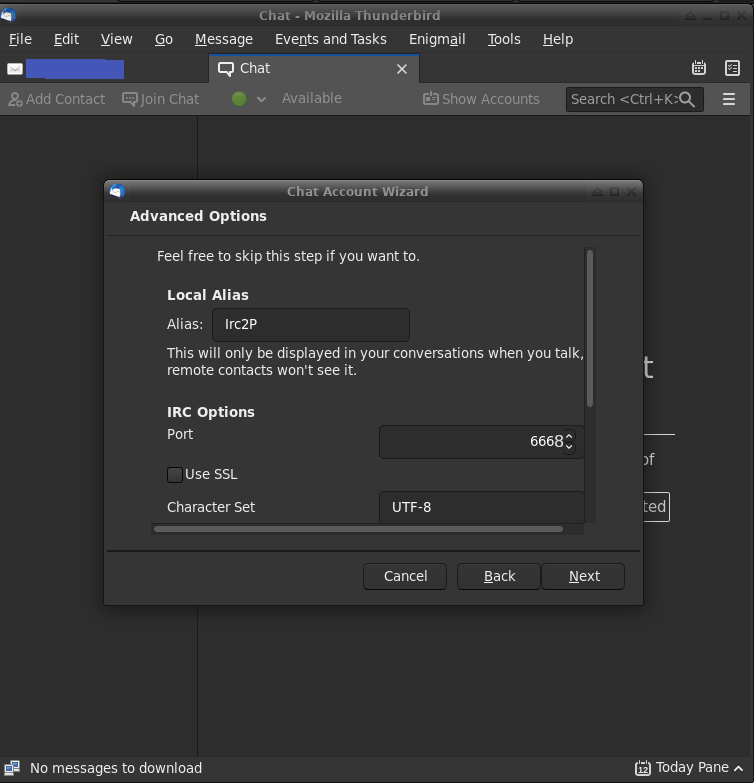 Chat - Mozilla Thunderbird
File Edit View Go Message Events and Tasks Enigmail Tools Help
Chat
Add Contact Join Chat Available Show Accounts Search <Ctrl+K>
Chat Account Wizard
Advanced Options
Feel free to skip this step if you want to.
Local Alias
Alias: Irc2P
This will only be displayed in your conversations when you talk,
remote contacts won't see it.
IRC Options
Port 6668
Use SSL
Character Set UTF-8
Cancel Back Next
t
of
ted
No messages to download 12 Today Pane